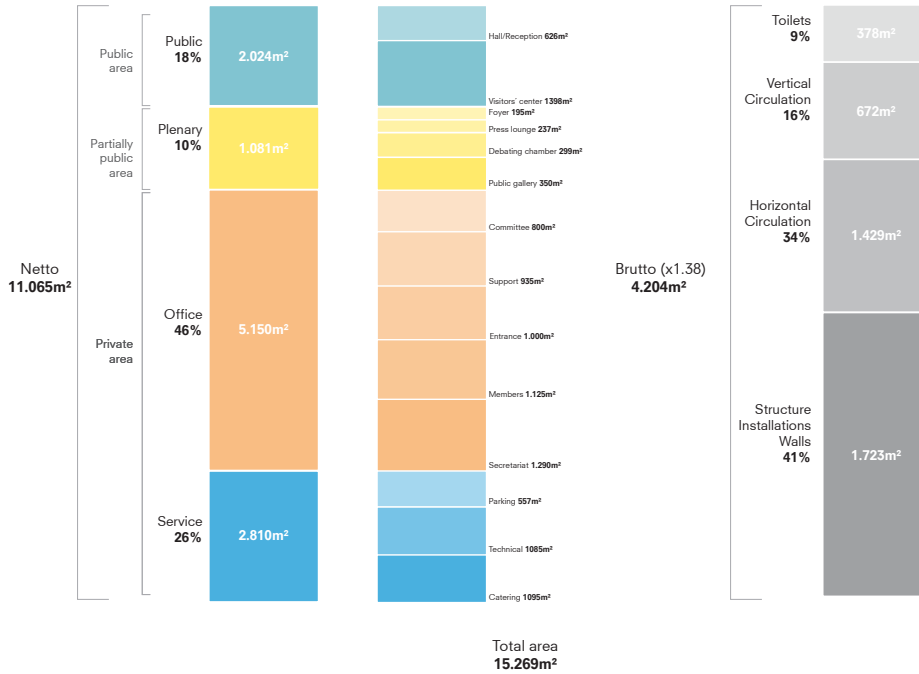 Netto
11.065m²
Public
area
Partially
public
area
Private
area
Public
18%
Plenary
10%
Office
46%
Service
26%
2.024m²
1.081m²
5.150m²
2.810m²
Hall/Reception 626m²
Visitors´ center 1398m²
Foyer 195m²
Press lounge 237m²
Debating chamber 299m²
Public gallery 350m²
Committee 800m²
Support 935m²
Entrance 1.000m²
Members 1.125m²
Secretariat 1.290m²
Parking 557m²
Technical 1085m²
Catering 1095m²
Brutto (x1.38)
4.204m²
Toilets
9%
Vertical
Circulation
16%
Horizontal
Circulation
34%
Structure
Installations
Walls
41%
378m²
672m²
1.429m²
1.723m²
Total area
15.269m²